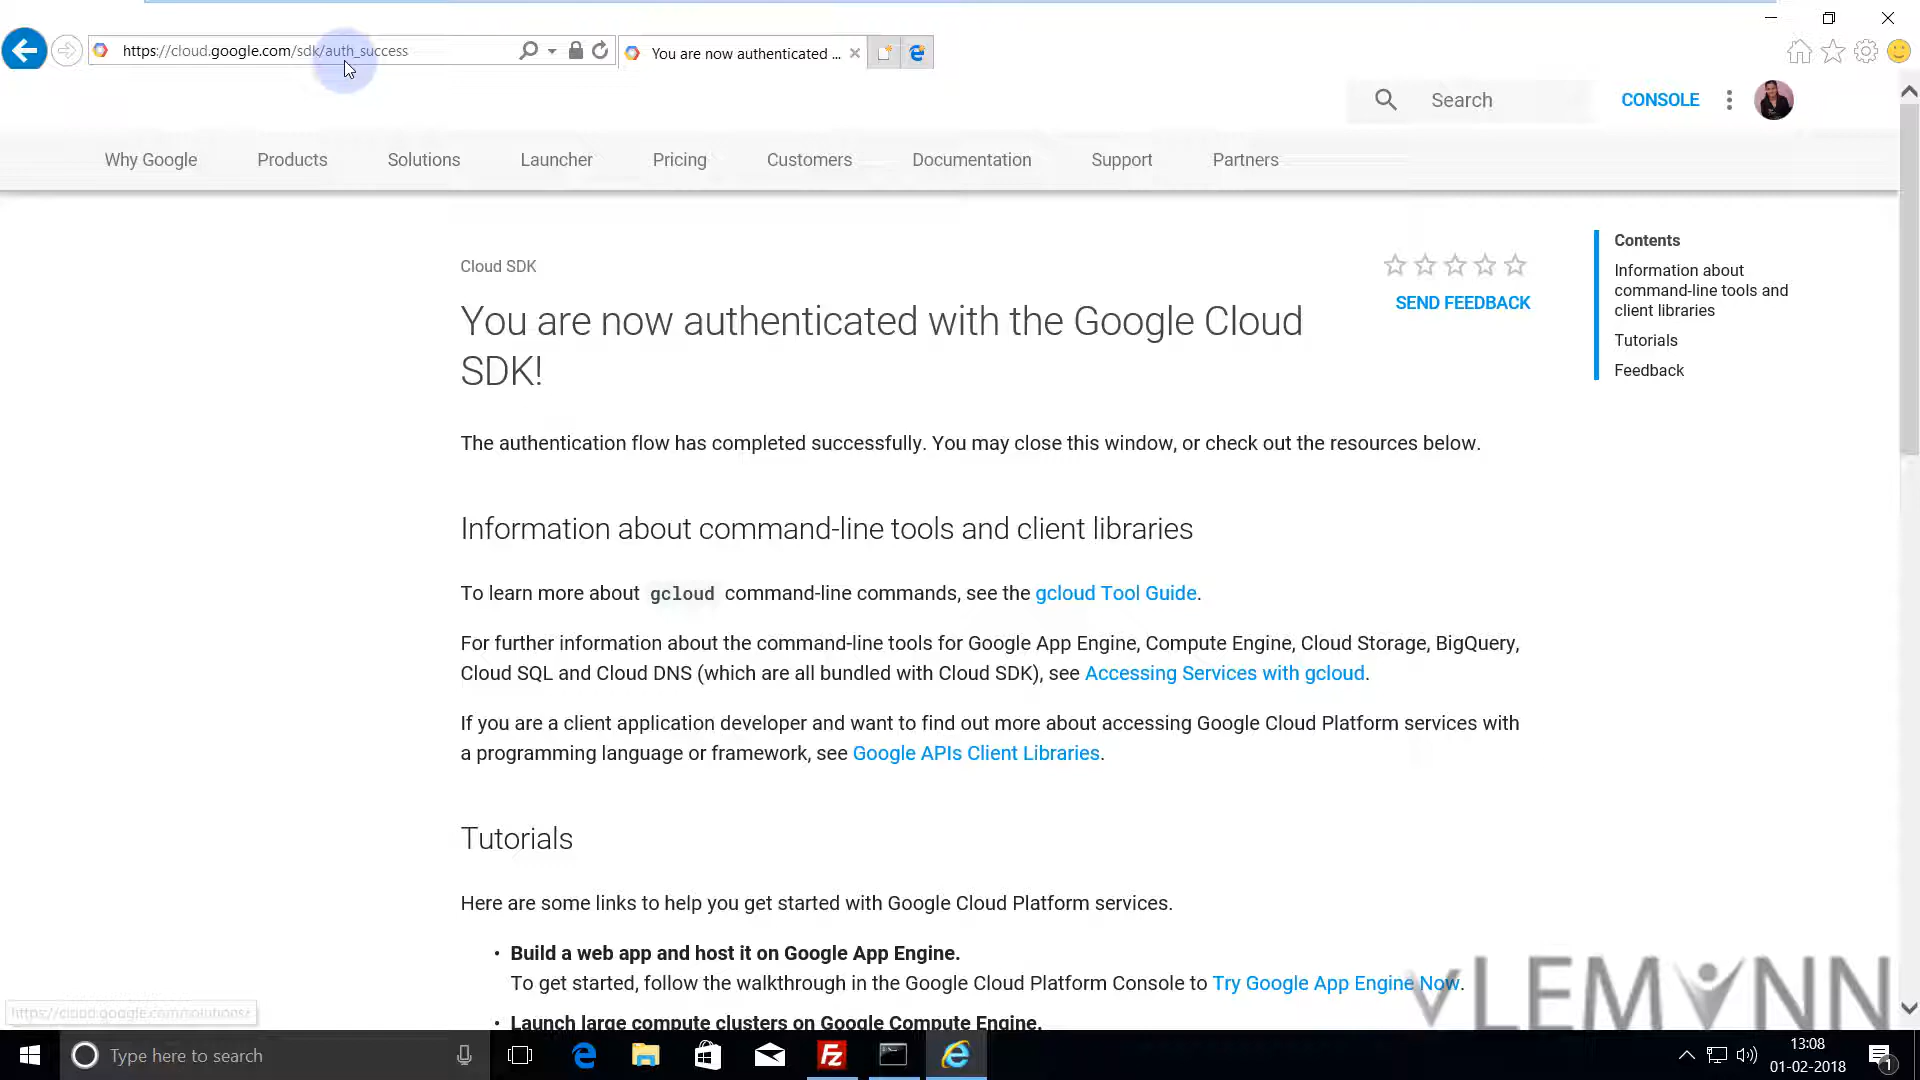 https://cloud.google.com/sdk/auth_success
You are now authenticated ...
Search
CONSOLE
Why Google
Products
Solutions
Launcher
Pricing
Customers
Documentation
Support
Partners
Cloud SDK
SEND FEEDBACK
You are now authenticated with the Google Cloud
SDK!
Contents
Information about
command-line tools and
client libraries
Tutorials
Feedback
The authentication flow has completed successfully. You may close this window, or check out the resources below.
Information about command-line tools and client libraries
To learn more about gcloud command-line commands, see the gcloud Tool Guide.
For further information about the command-line tools for Google App Engine, Compute Engine, Cloud Storage, BigQuery,
Cloud SQL and Cloud DNS (which are all bundled with Cloud SDK), see Accessing Services with gcloud.
If you are a client application developer and want to find out more about accessing Google Cloud Platform services with
a programming language or framework, see Google APIs Client Libraries.
Tutorials
Here are some links to help you get started with Google Cloud Platform services.
• Build a web app and host it on Google App Engine.
To get started, follow the walkthrough in the Google Cloud Platform Console to Try Google App Engine Now.
• Launch large compute clusters on Google Compute Engine.
https://cloud.google.com/solutions/
Type here to search
13:08
01-02-2018
1